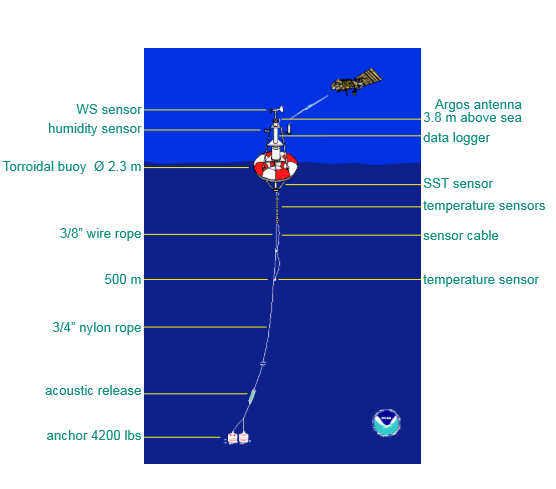 WS sensor
humidity sensor
Torroidal buoy Ø 2.3 m
3/8” wire rope
500 m
3/4” nylon rope
acoustic release
anchor 4200 lbs
Argos antenna
3.8 m above sea
data logger
SST sensor
temperature sensors
sensor cable
temperature sensor